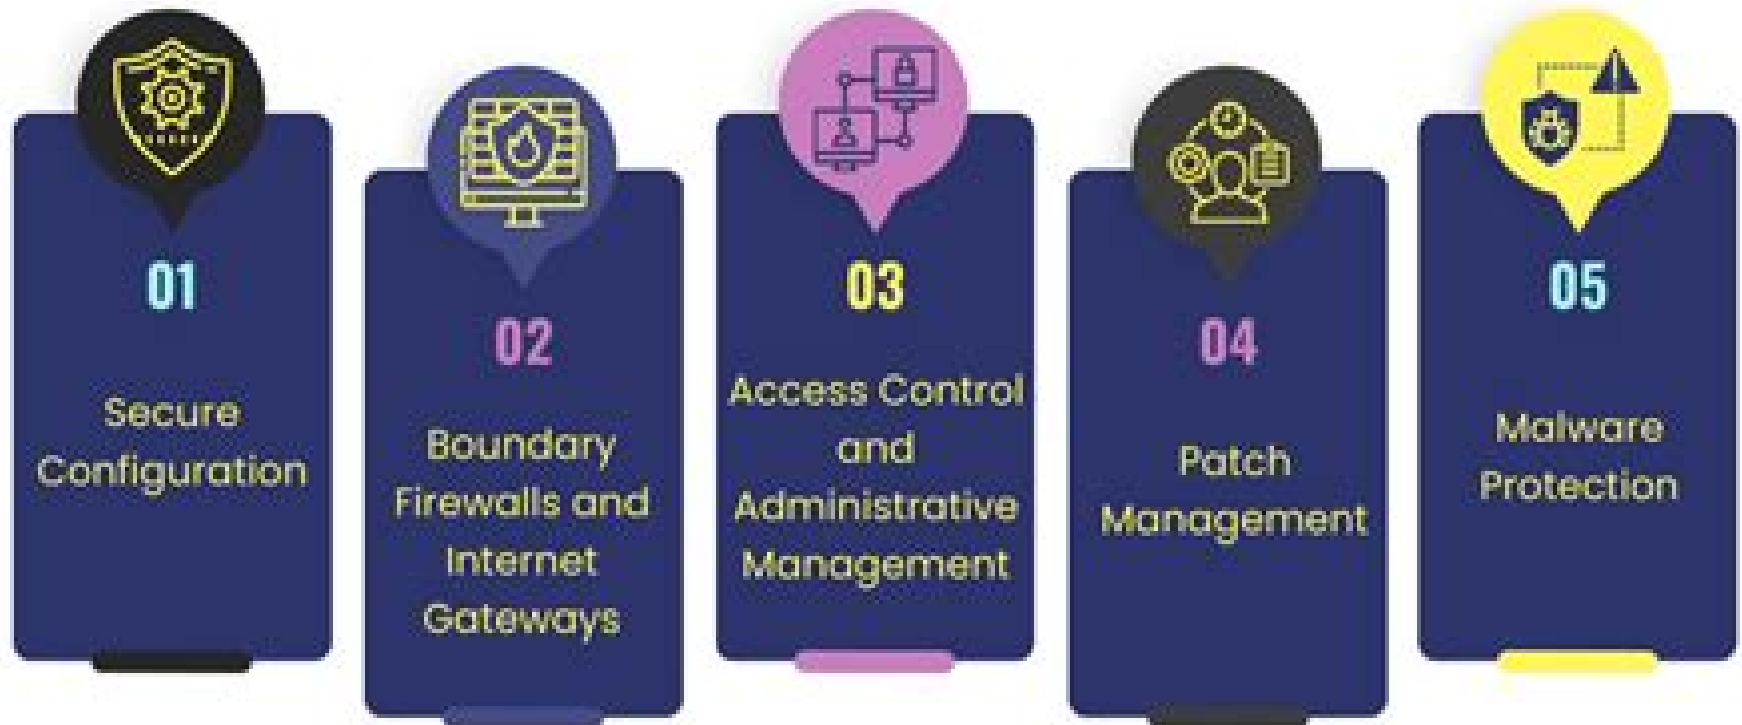 01
Secure
Configuration
02
Boundary
Firewalls and
Internet
Gateways
03
Access Control
and
Administrative
Management
04
Patch
Management
05
Malware
Protection